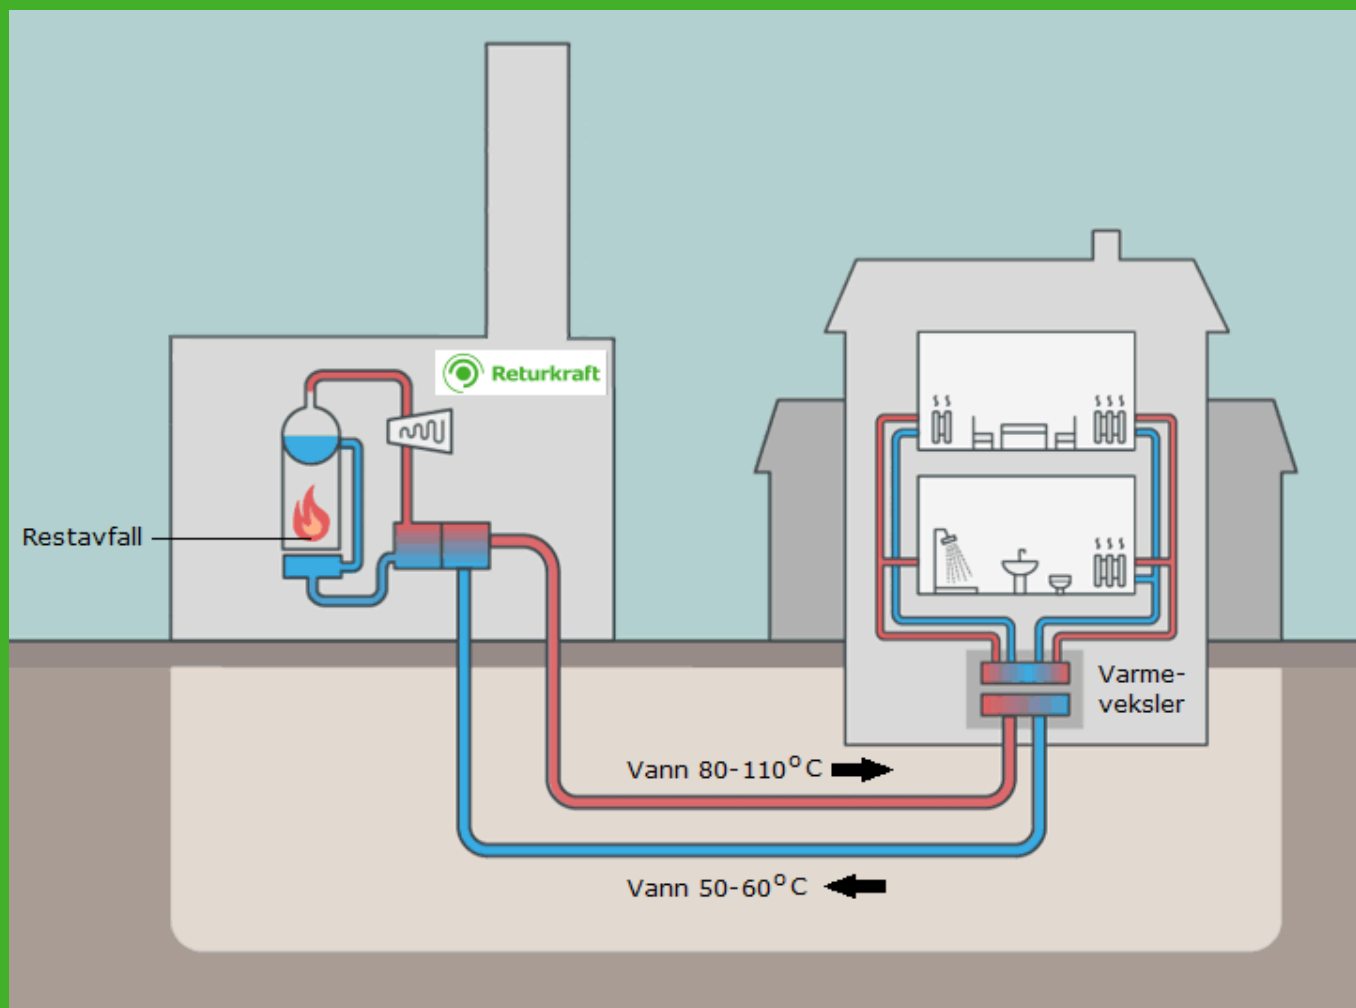 Returkraft
Restavfall
Varme-
veksler
Vann 80-110°C
Vann 50-60°C